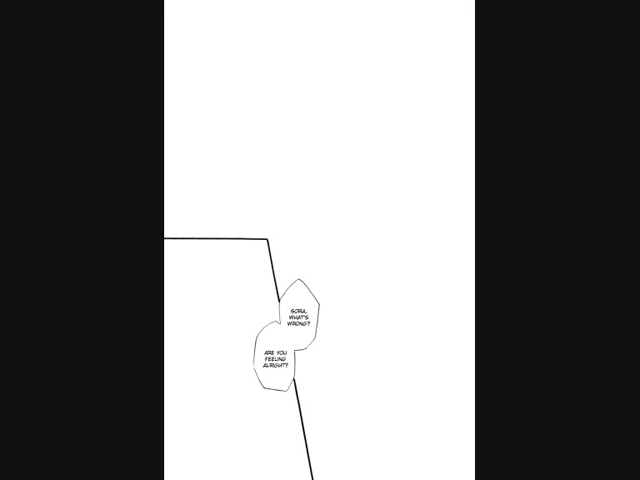 SORA,
WHAT'S
WRONG?
ARE YOU
FEELING
ALRIGHT?